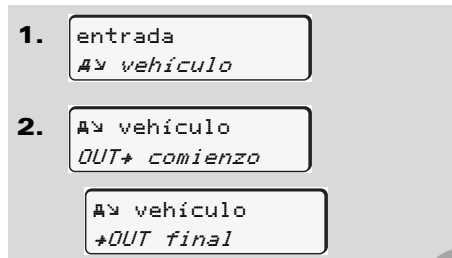 1. entrada
vehículo
2. vehículo
OUT→ comienzo
vehículo
→OUT final